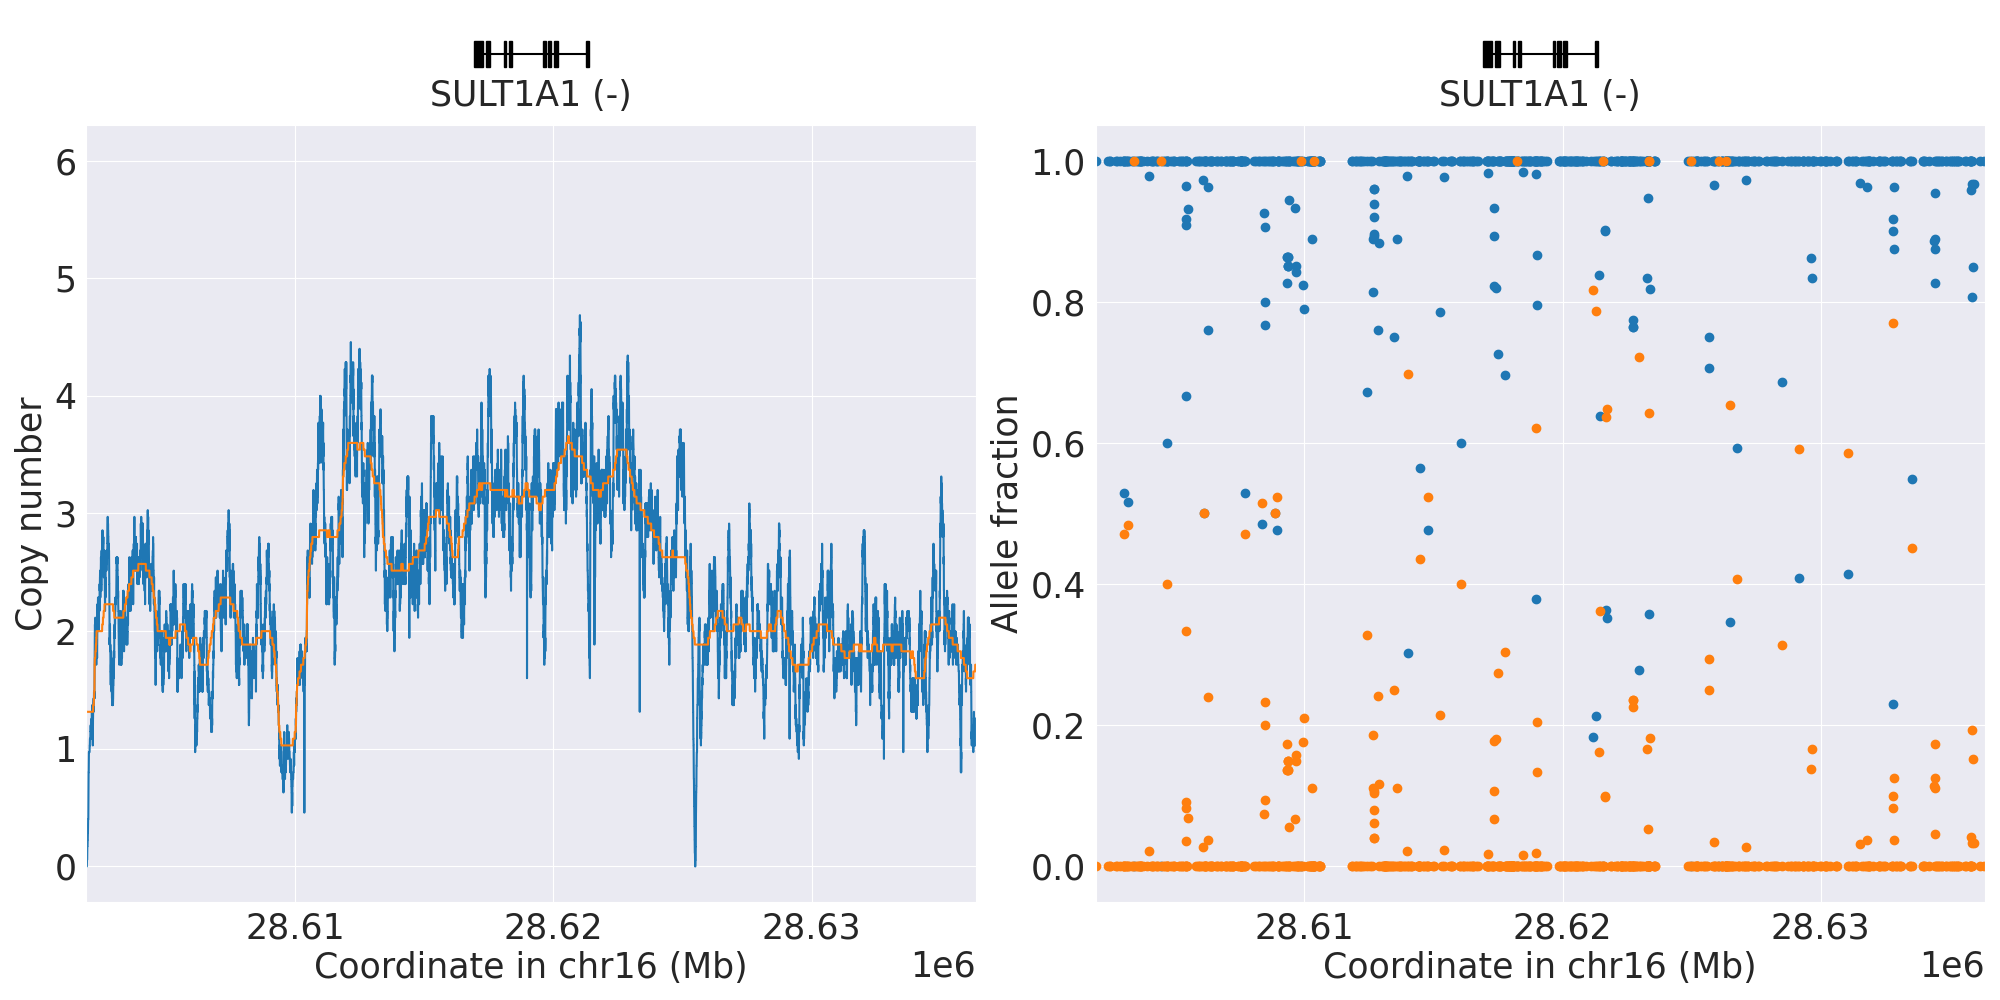 SULT1A1 (-)
6
5
4
3
2
1
0
Copy number
28.61
28.62
28.63
Coordinate in chr16 (Mb)
1e6
SULT1A1 (-)
1.0
0.8
0.6
0.4
0.2
0.0
Allele fraction
28.61
28.62
28.63
Coordinate in chr16 (Mb)
1e6